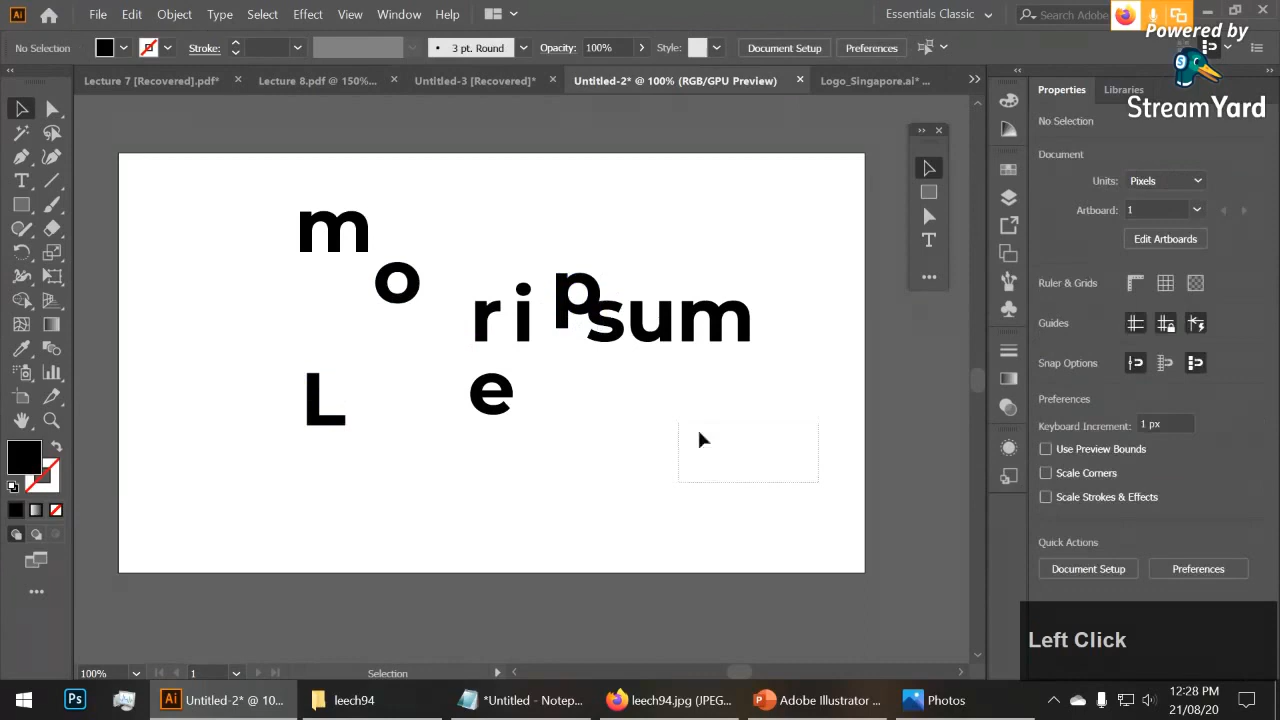 Ai
File Edit Object Type Select Effect View Window Help
Essentials Classic
Search Adobe
Powered by
StreamYard
No Selection
Stroke:
3 pt. Round
Opacity: 100%
Style:
Document Setup
Preferences
Lecture 7 [Recovered].pdf*
Lecture 8.pdf @ 150%...
Untitled-3 [Recovered]*
Untitled-2* @ 100% (RGB/GPU Preview)
Logo_Singapore.ai* ...
Properties
Libraries
No Selection
Document
Units: Pixels
Artboard: 1
Edit Artboards
Ruler & Grids
Guides
Snap Options
Preferences
Keyboard Increment: 1 px
Use Preview Bounds
Scale Corners
Scale Strokes & Effects
Quick Actions
Document Setup
Preferences
m
o
r i p sum
L e
Left Click
100%
1
Selection
Ps
Ai Untitled-2* @ 10...
leech94
*Untitled - Notep...
leech94.jpg (JPEG...
Adobe Illustrator ...
Photos
12:28 PM
21/08/20